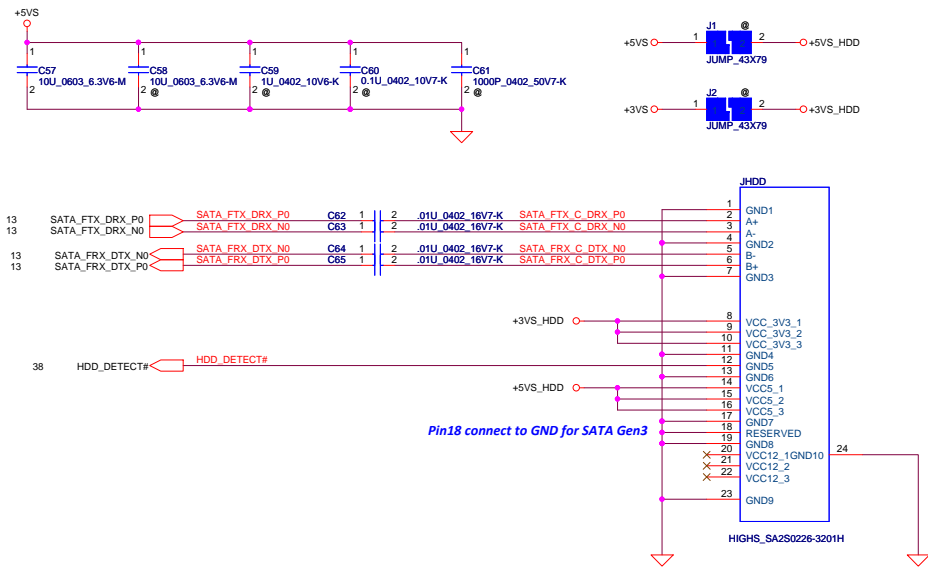 +5VS
1 1 1 1 1
C57 C58 C59 C60 C61
10U_0603_6.3V6-M 10U_0603_6.3V6-M 1U_0402_10V6-K 0.1U_0402_10V7-K 1000P_0402_50V7-K
2 2 @ 2 @ 2 @ 2 @
J1 @
+5VS 1 2 +5VS_HDD
JUMP_43X79
J2 @
+3VS 1 2 +3VS_HDD
JUMP_43X79
JHDD
1 GND1
13 SATA_FTX_DRX_P0 SATA_FTX_DRX_P0 C62 1 2 .01U_0402_16V7-K SATA_FTX_C_DRX_P0 2 A+
13 SATA_FTX_DRX_N0 SATA_FTX_DRX_N0 C63 1 2 .01U_0402_16V7-K SATA_FTX_C_DRX_N0 3 A-
4 GND2
13 SATA_FRX_DTX_N0 SATA_FRX_DTX_N0 C64 1 2 .01U_0402_16V7-K SATA_FRX_C_DTX_N0 5 B-
13 SATA_FRX_DTX_P0 SATA_FRX_DTX_P0 C65 1 2 .01U_0402_16V7-K SATA_FRX_C_DTX_P0 6 B+
7 GND3
+3VS_HDD 8 VCC_3V3_1
9 VCC_3V3_2
10 VCC_3V3_3
11 GND4
38 HDD_DETECT# HDD_DETECT# 12 GND5
13 GND6
+5VS_HDD 14 VCC5_1
15 VCC5_2
16 VCC5_3
17 GND7
Pin18 connect to GND for SATA Gen3 18 RESERVED
19 GND8
20 VCC12_1 GND10 24
21 VCC12_2
22 VCC12_3
23 GND9
HIGHS_SA2S0226-3201H